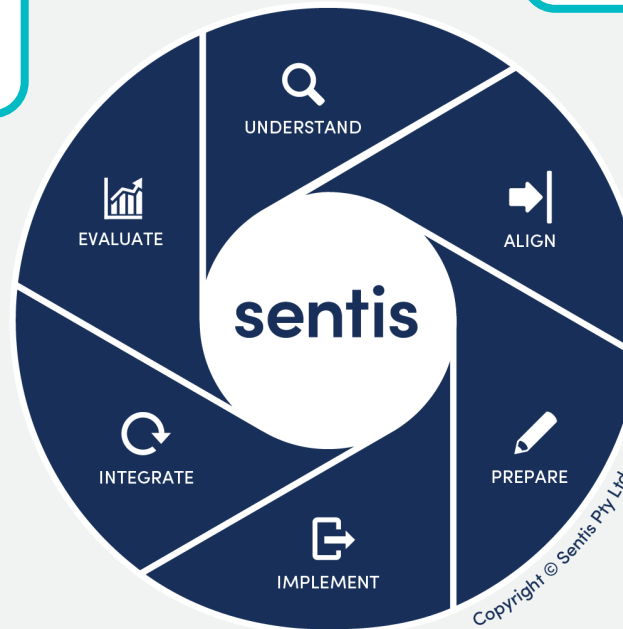 UNDERSTAND
ALIGN
PREPARE
IMPLEMENT
INTEGRATE
EVALUATE
sentis
Copyright © Sentis Pty Ltd